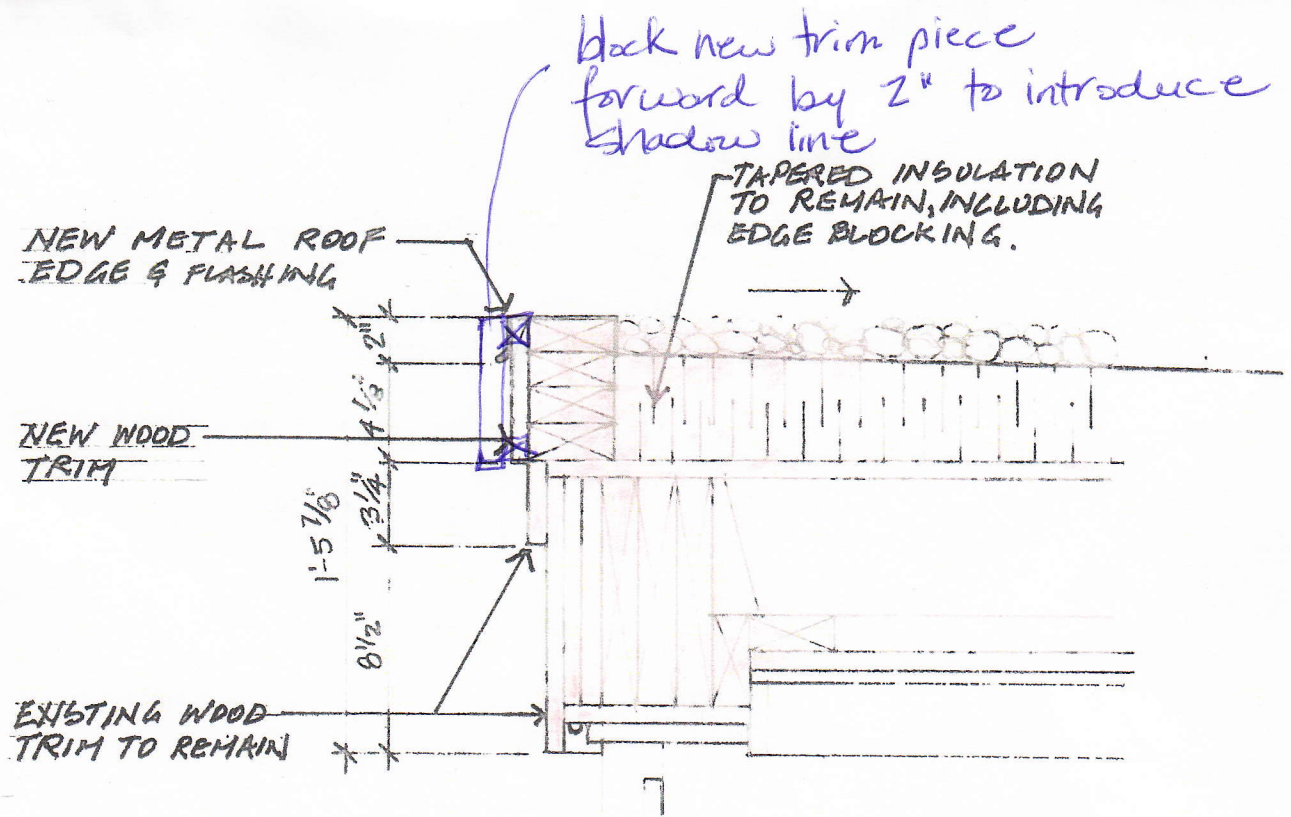 block new trim piece
forward by 2" to introduce
shadow line
TAPERED INSULATION
TO REMAIN, INCLUDING
EDGE BLOCKING.
NEW METAL ROOF
EDGE & FLASHING
2"
4 1/8"
NEW WOOD
TRIM
3 1/4"
1'-5 7/8"
8 1/2"
EXISTING WOOD
TRIM TO REMAIN